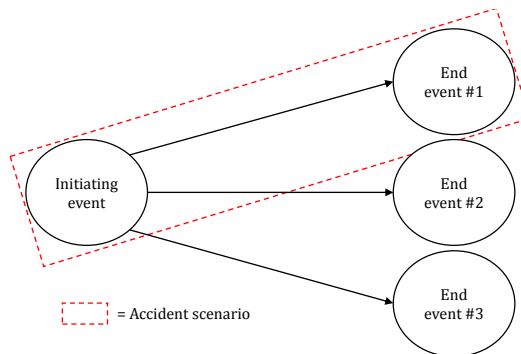 End
event #1
Initiating
event
End
event #2
End
event #3
= Accident scenario